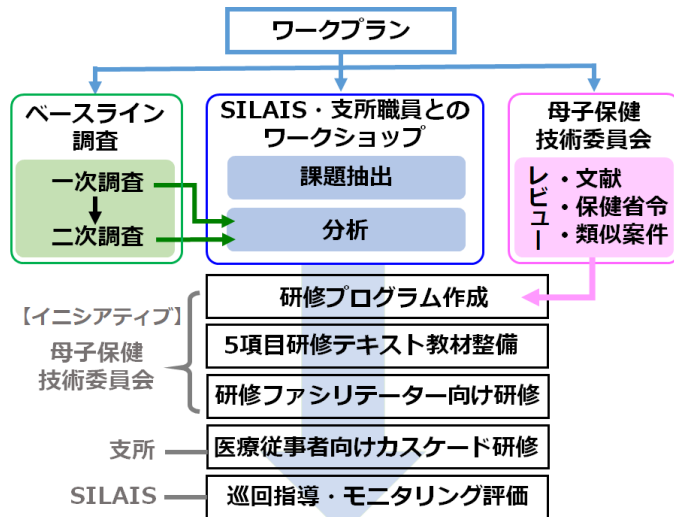 ワークプラン
ベースライン
調査
一次調査
二次調査
SILAIS・支所職員との
ワークショップ
課題抽出
分析
母子保健
技術委員会
レビュー
・文献
・保健省令
・類似案件
【イニシアティブ】
母子保健
技術委員会
研修プログラム作成
5項目研修テキスト教材整備
研修ファシリテーター向け研修
支所
医療従事者向けカスケード研修
SILAIS
巡回指導・モニタリング評価